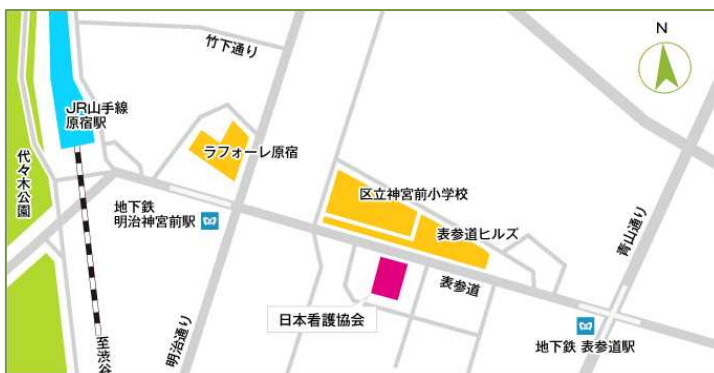 N
竹下通り
JR山手線
原宿駅
ラフォーレ原宿
代々木公園
区立神宮前小学校
地下鉄
明治神宮前駅
表参道ヒルズ
青山通り
表参道
日本看護協会
明治通り
至渋谷
地下鉄 表参道駅